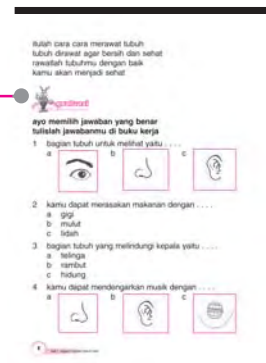 itulah cara cara merawat tubuh
tubuh dirawat agar bersih dan sehat
rawatlah tubuhmu dengan baik
kamu akan menjadi sehat
ayo memilih jawaban yang benar
tulislah jawabanmu di buku kerja
1 bagian tubuh untuk melihat yaitu . . . .
a b c
2 kamu dapat merasakan makanan dengan . . . .
a gigi
b mulut
c lidah
3 bagian tubuh yang melindungi kepala yaitu . . . .
a telinga
b rambut
c hidung
4 kamu dapat mendengarkan musik dengan . . . .
a b c